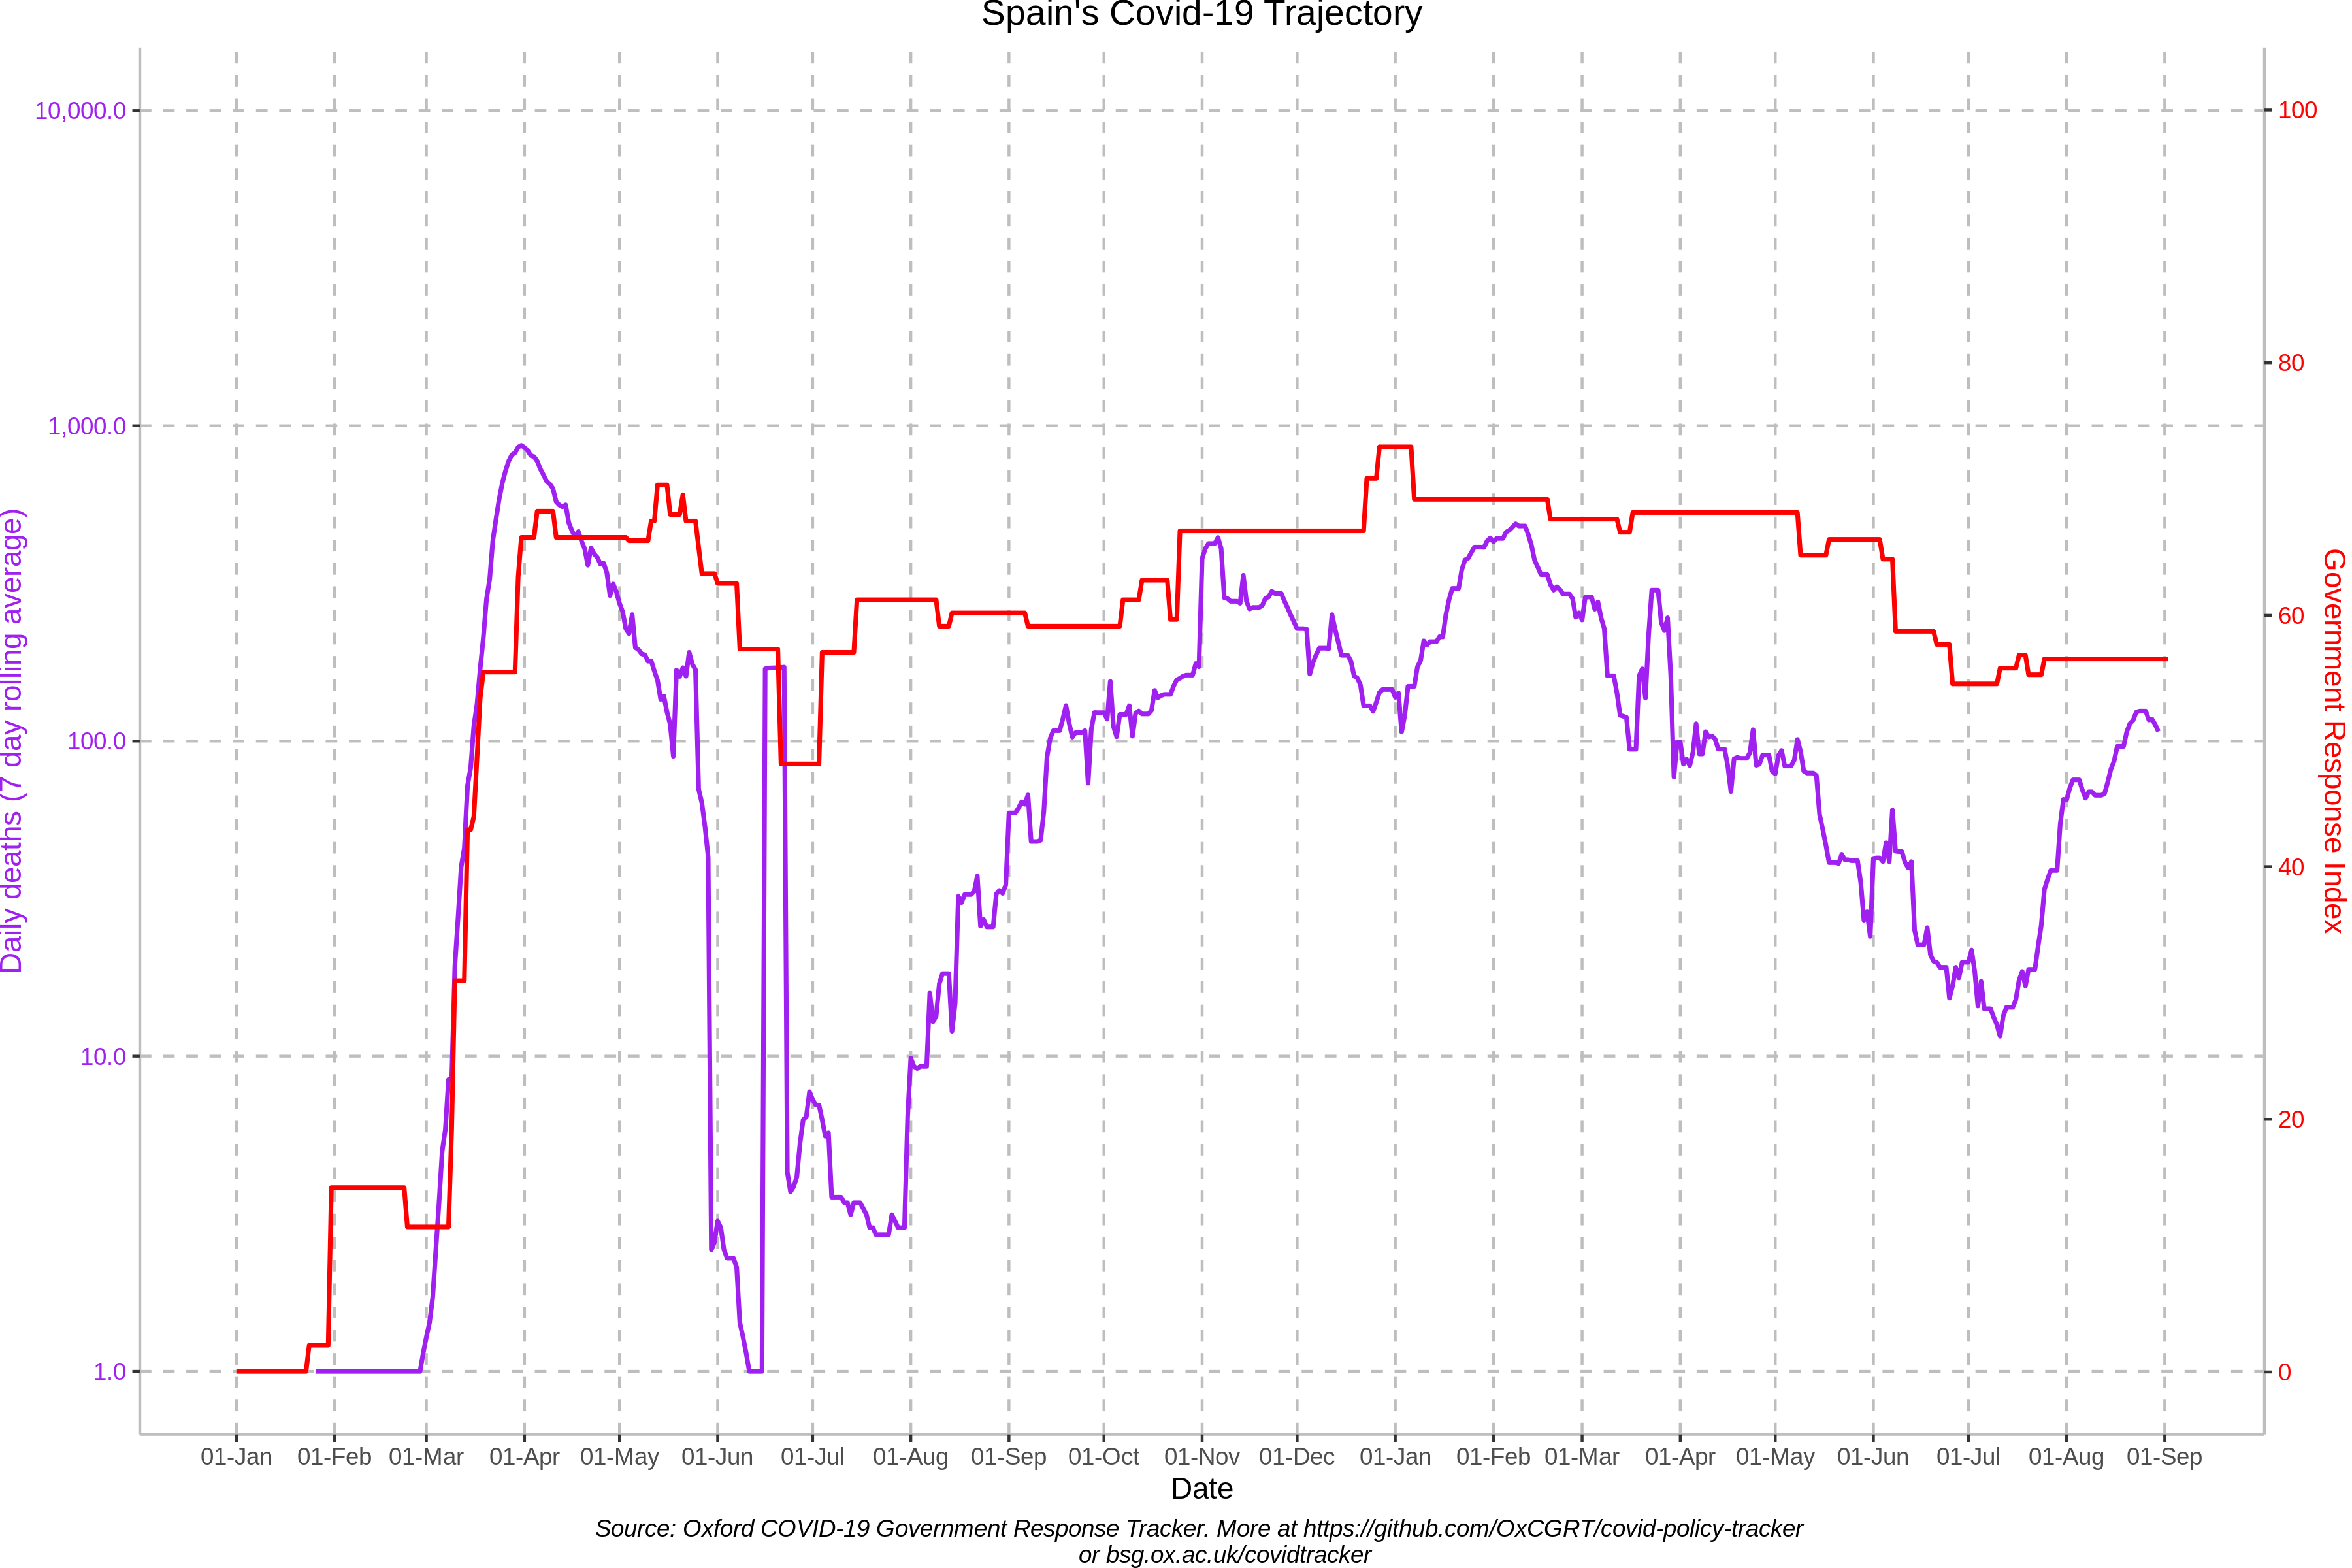 Spain's Covid-19 Trajectory
10,000.0
1,000.0
100.0
10.0
1.0
Daily deaths (7 day rolling average)
100
80
60
40
20
0
Government Response Index
01-Jan 01-Feb 01-Mar 01-Apr 01-May 01-Jun 01-Jul 01-Aug 01-Sep 01-Oct 01-Nov 01-Dec 01-Jan 01-Feb 01-Mar 01-Apr 01-May 01-Jun 01-Jul 01-Aug 01-Sep
Date
Source: Oxford COVID-19 Government Response Tracker. More at https://github.com/OxCGRT/covid-policy-tracker
or bsg.ox.ac.uk/covidtracker